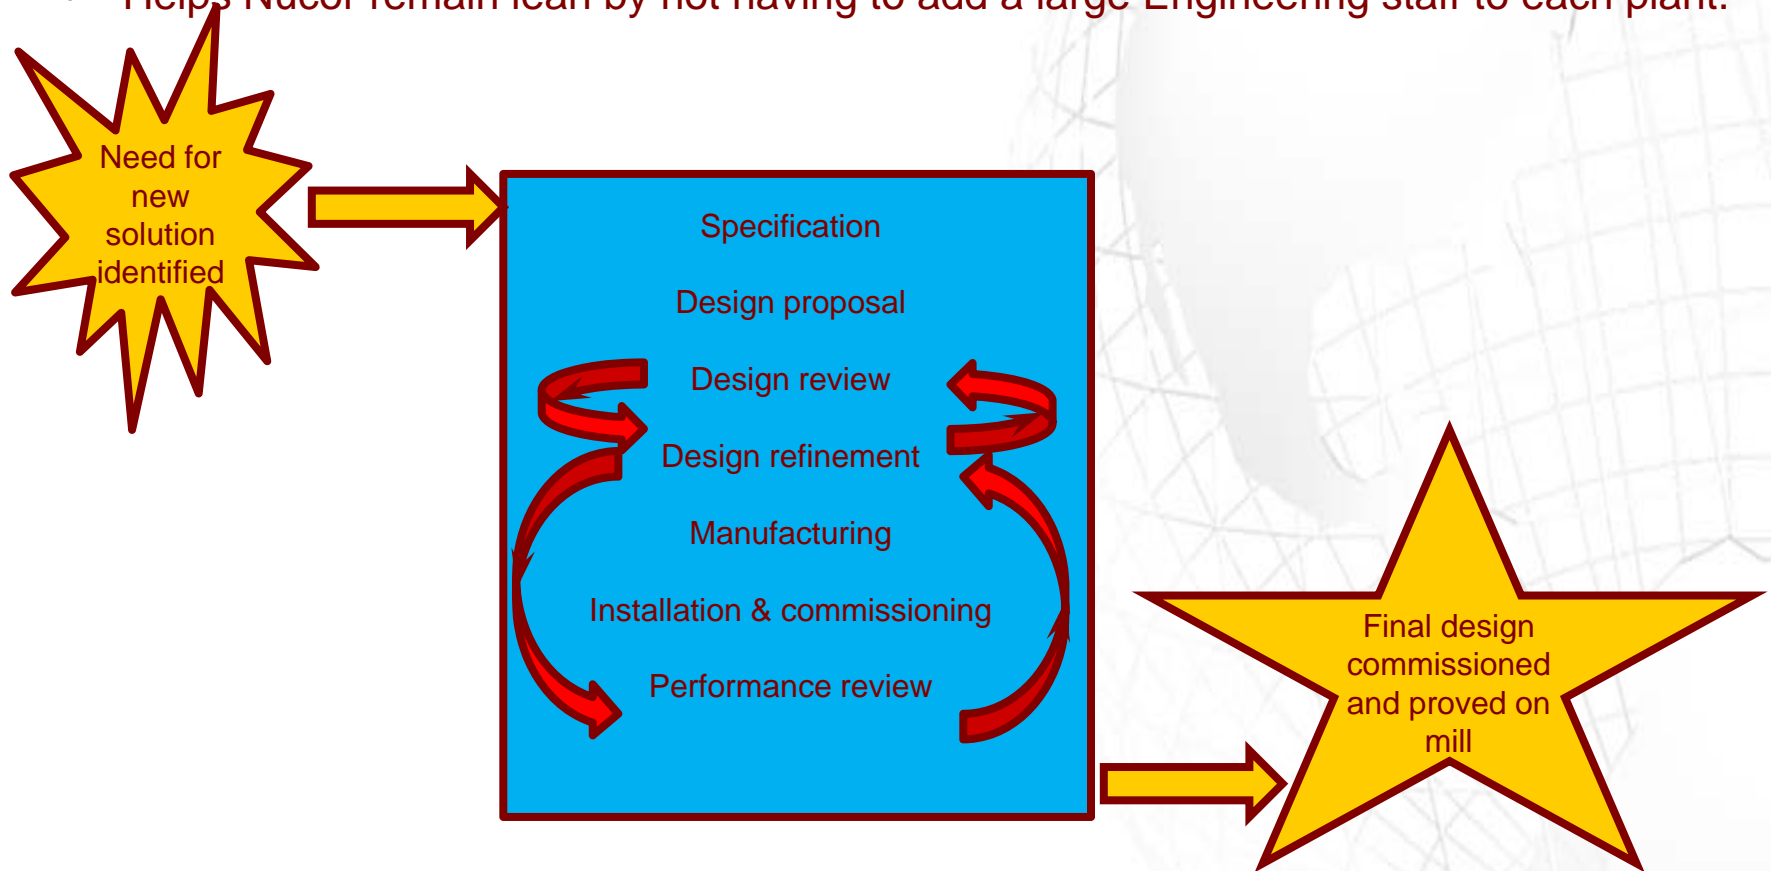 Helps Nucor remain lean by not having to add a large Engineering staff to each plant.
Need for
new
solution
identified
Specification
Design proposal
Design review
Design refinement
Manufacturing
Installation & commissioning
Performance review
Final design
commissioned
and proved on
mill